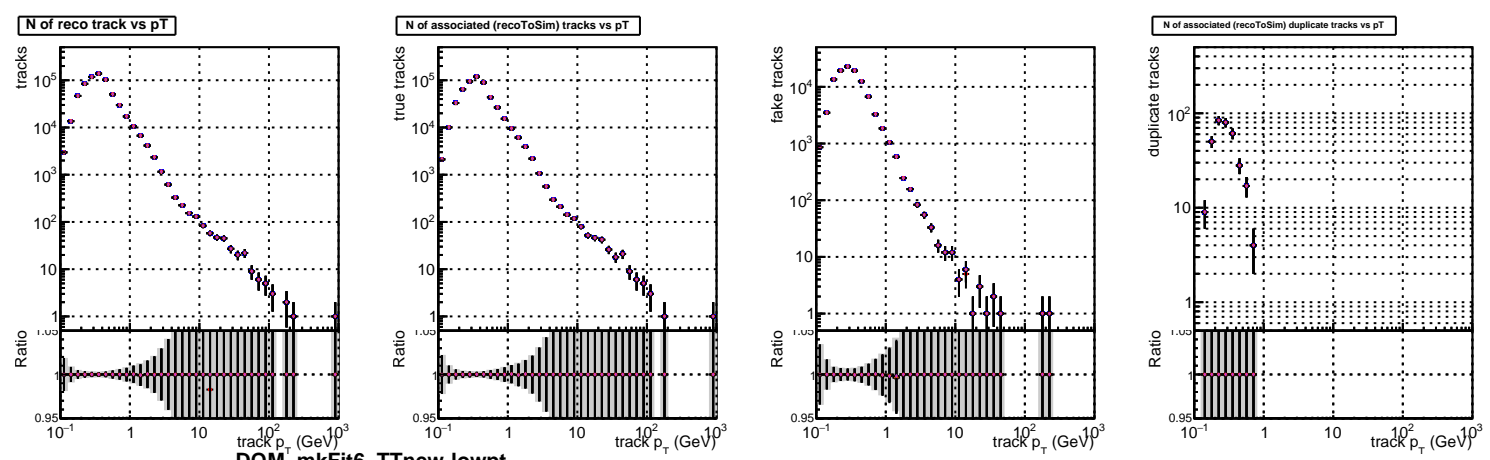 N of reco track vs pT
N of associated (recoToSim) tracks vs pT
N of associated (recoToSim) duplicate tracks vs pT
tracks
10⁵
10⁴
10³
10²
10
1
Ratio
1.05
1
0.95
10⁻¹ 1 10 10² 10³
track p_T (GeV)
true tracks
10⁵
10⁴
10³
10²
10
1
Ratio
1.05
1
0.95
10⁻¹ 1 10 10² 10³
track p_T (GeV)
fake tracks
10⁴
10³
10²
10
1
Ratio
1.05
1
0.95
10⁻¹ 1 10 10² 10³
track p_T (GeV)
duplicate tracks
10²
10
1
Ratio
1.05
1
0.95
10⁻¹ 1 10 10² 10³
track p_T (GeV)